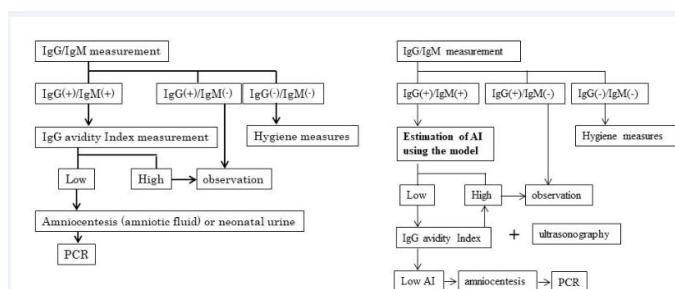 IgG/IgM measurement
IgG(+)/IgM(+)
IgG(+)/IgM(-)
IgG(-)/IgM(-)
IgG avidity Index measurement
Hygiene measures
Low
High
observation
Amniocentesis (amniotic fluid) or neonatal urine
PCR
IgG/IgM measurement
IgG(+)/IgM(+)
IgG(+)/IgM(-)
IgG(-)/IgM(-)
Estimation of AI
using the model
Hygiene measures
Low
High
observation
IgG avidity Index
+
ultrasonography
Low AI
amniocentesis
PCR